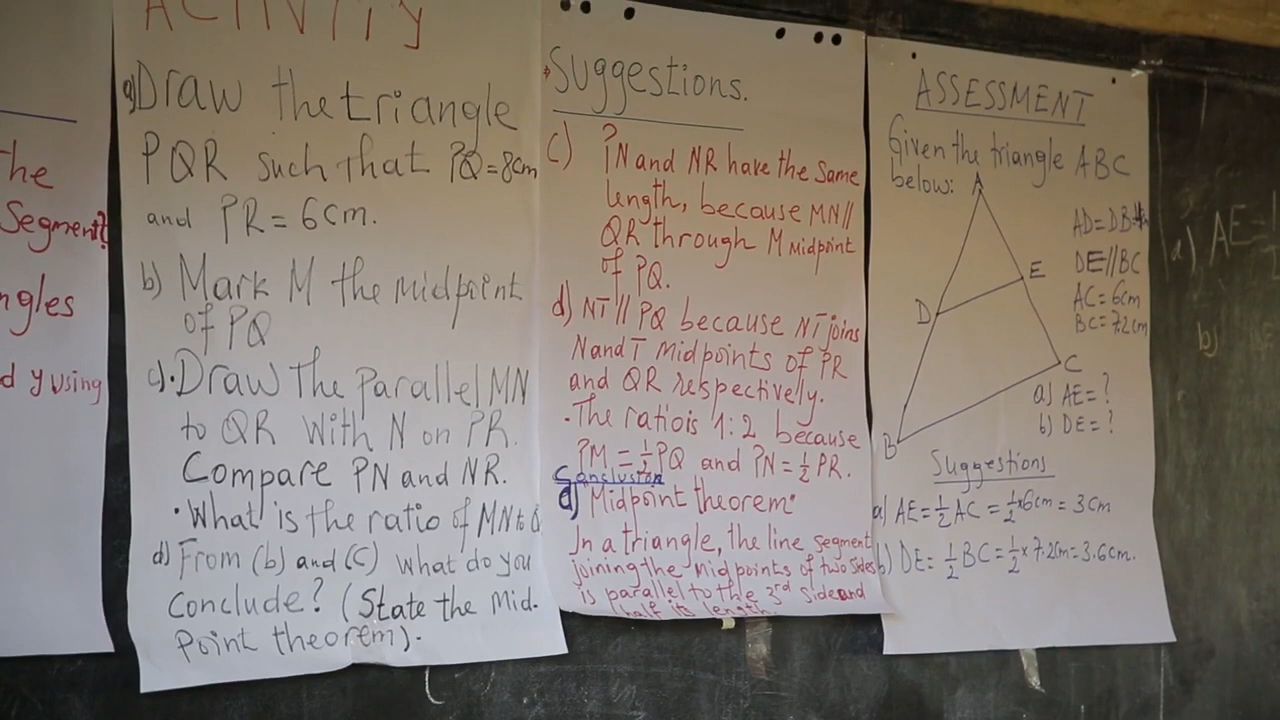 he
Segment?
ngles
d y using
ACTIVITY
a) Draw the triangle
PQR such that PQ=8cm
and PR = 6cm.
b) Mark M the midpoint
of PQ
c). Draw the parallel MN
to QR with N on PR.
Compare PN and NR.
• What is the ratio of MN to
d) From (b) and (c) what do you
conclude? (State the mid-
point theorem).
Suggestions.
c) PN and NR have the same
length, because MN//
QR through M midpoint
of PQ.
d) NT // PQ because NT joins
N and T midpoints of PR
and QR respectively.
• The ratio is 1:2 because
PM = 1/2 PQ and PN = 1/2 PR.
Conclusion
d) Midpoint theorem
In a triangle, the line segment
joining the midpoints of two sides
is parallel to the 3rd side and
half its length.
ASSESSMENT
Given the triangle ABC
below:
A
AD = DB
DE // BC
AC = 6cm
BC = 7.2cm
E
D
C
B
a) AE = ?
b) DE = ?
Suggestions
a) AE = 1/2 AC = 1/2 x 6cm = 3cm
b) DE = 1/2 BC = 1/2 x 7.2cm = 3.6cm.
a) AE =
b)